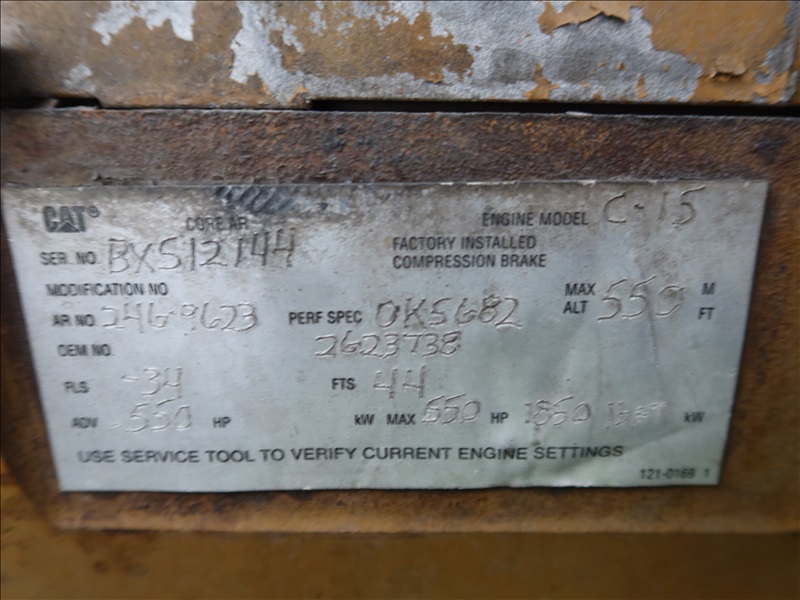 CAT® CORE AR ENGINE MODEL C-15
SER. NO. BXS12144 FACTORY INSTALLED
COMPRESSION BRAKE
MODIFICATION NO MAX ALT 550 M FT
AR NO 246-9623 PERF SPEC 0K5682
OEM NO. 2623738
FLS -34 FTS 44
ADV 550 HP kW MAX 550 HP 1850 kW
USE SERVICE TOOL TO VERIFY CURRENT ENGINE SETTINGS
121-0169 1